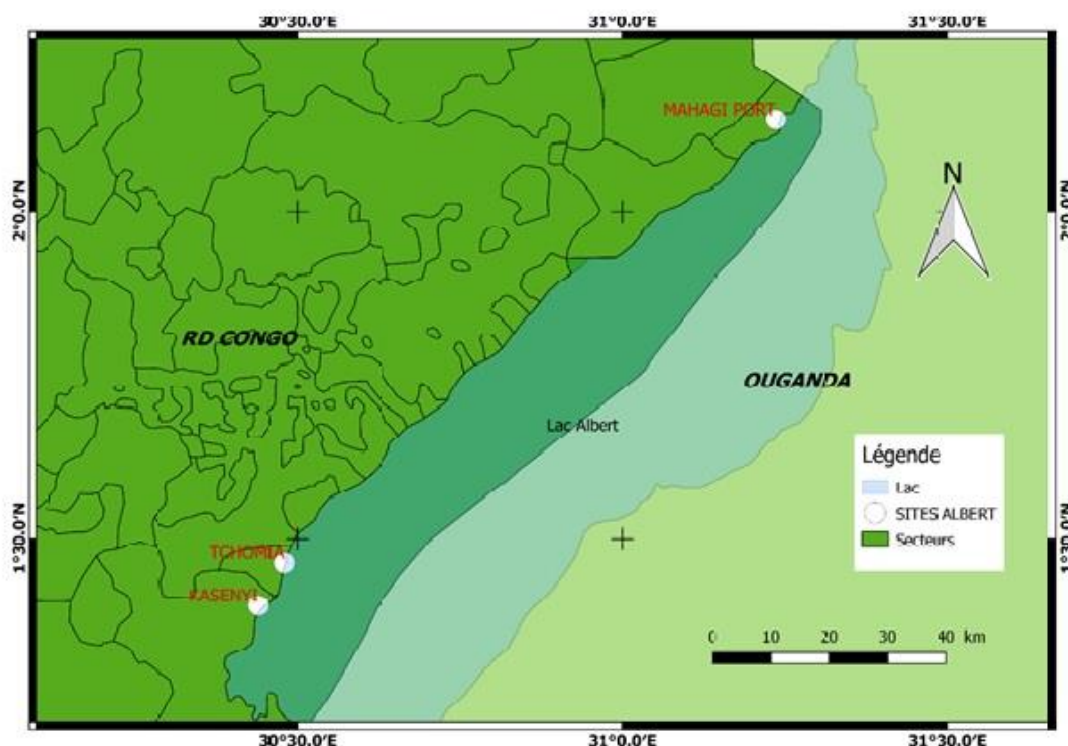 30°30.0'E 31°0.0'E 31°30.0'E
MAHAGI PORT
N
2°0.0'N 2°0.0'N
RD CONGO
OUGANDA
Lac Albert
Légende
Lac
SITES ALBERT
Secteurs
1°30.0'N 1°30.0'N
TCHOMIA
KASENYI
0 10 20 30 40 km
30°30.0'E 31°0.0'E 31°30.0'E